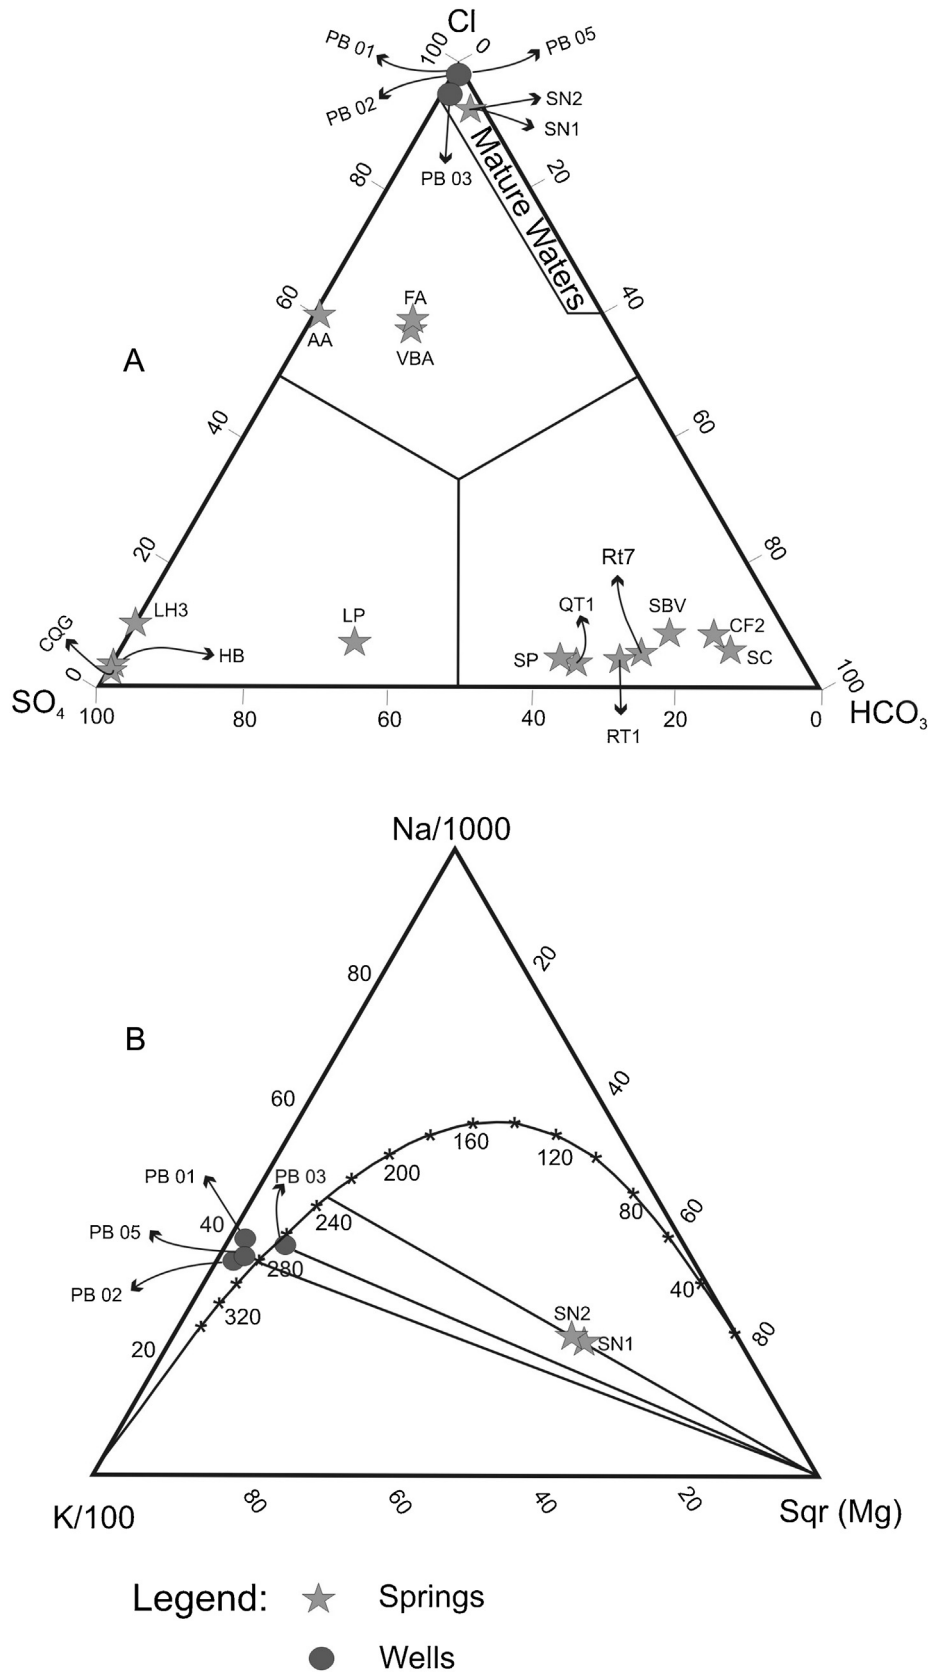 Cl
PB 01
100
0
PB 05
PB 02
SN2
SN1
PB 03
80
20
Mature Waters
60
40
FA
AA
VBA
A
40
60
20
80
Rt7
QT1
SBV
LH3
LP
CF2
CQG
HB
SP
SC
0
100
SO₄
100
80
60
40
20
0
HCO₃
RT1
Na/1000
80
20
B
60
40
160
120
200
PB 01
PB 03
80
60
240
40
PB 05
280
40
PB 02
320
SN2
SN1
80
20
K/100
80
60
40
20
Sqr (Mg)
Legend:
Springs
Wells